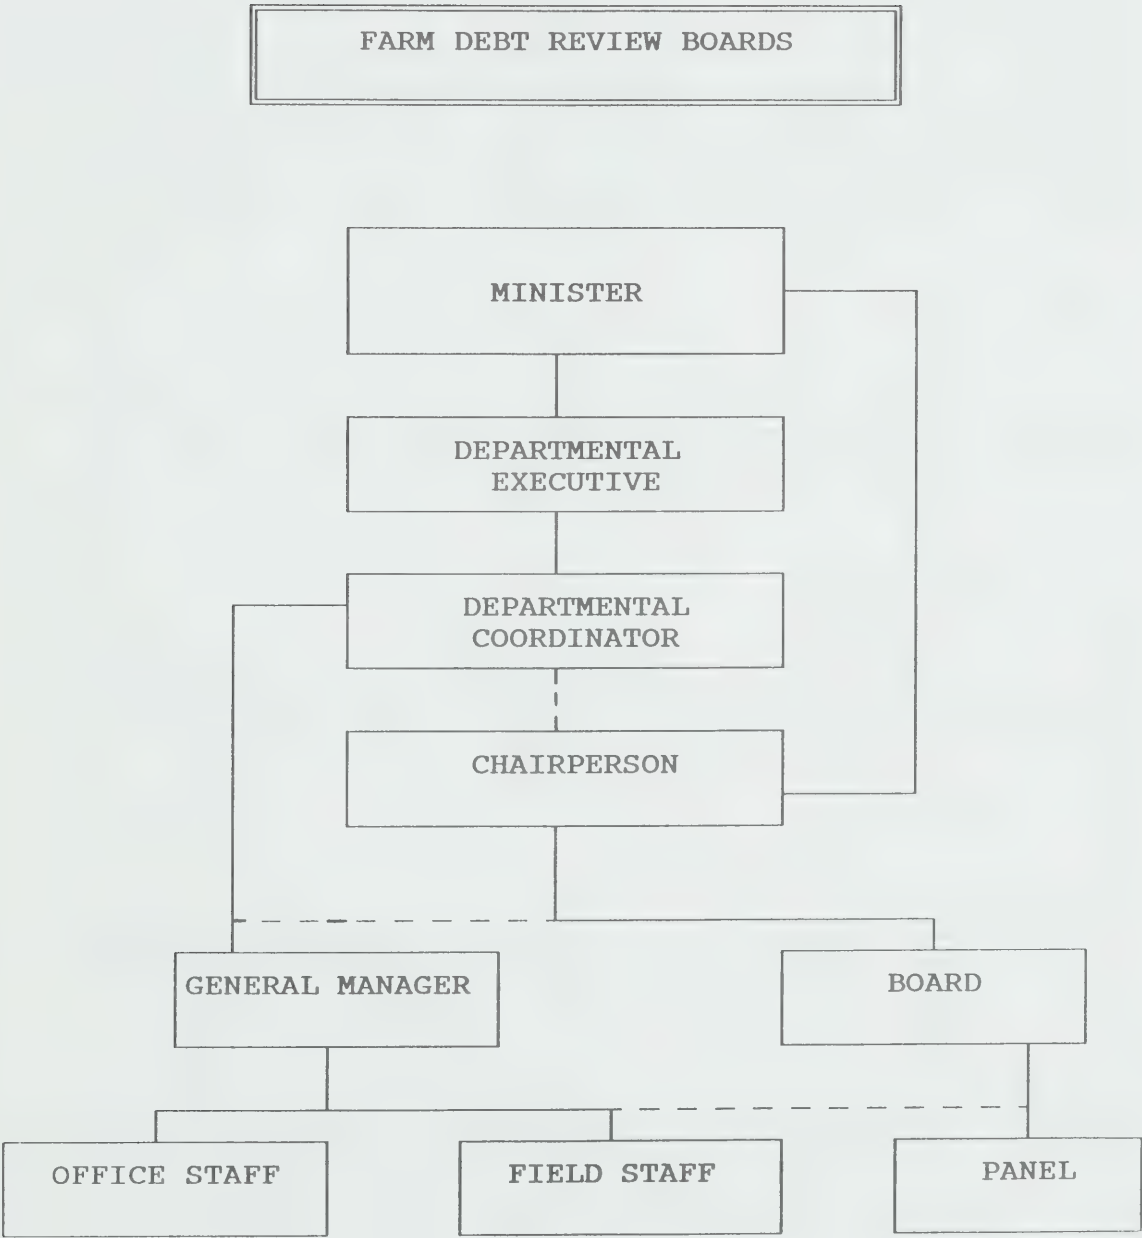 FARM DEBT REVIEW BOARDS
MINISTER
DEPARTMENTAL
EXECUTIVE
DEPARTMENTAL
COORDINATOR
CHAIRPERSON
GENERAL MANAGER
BOARD
OFFICE STAFF
FIELD STAFF
PANEL